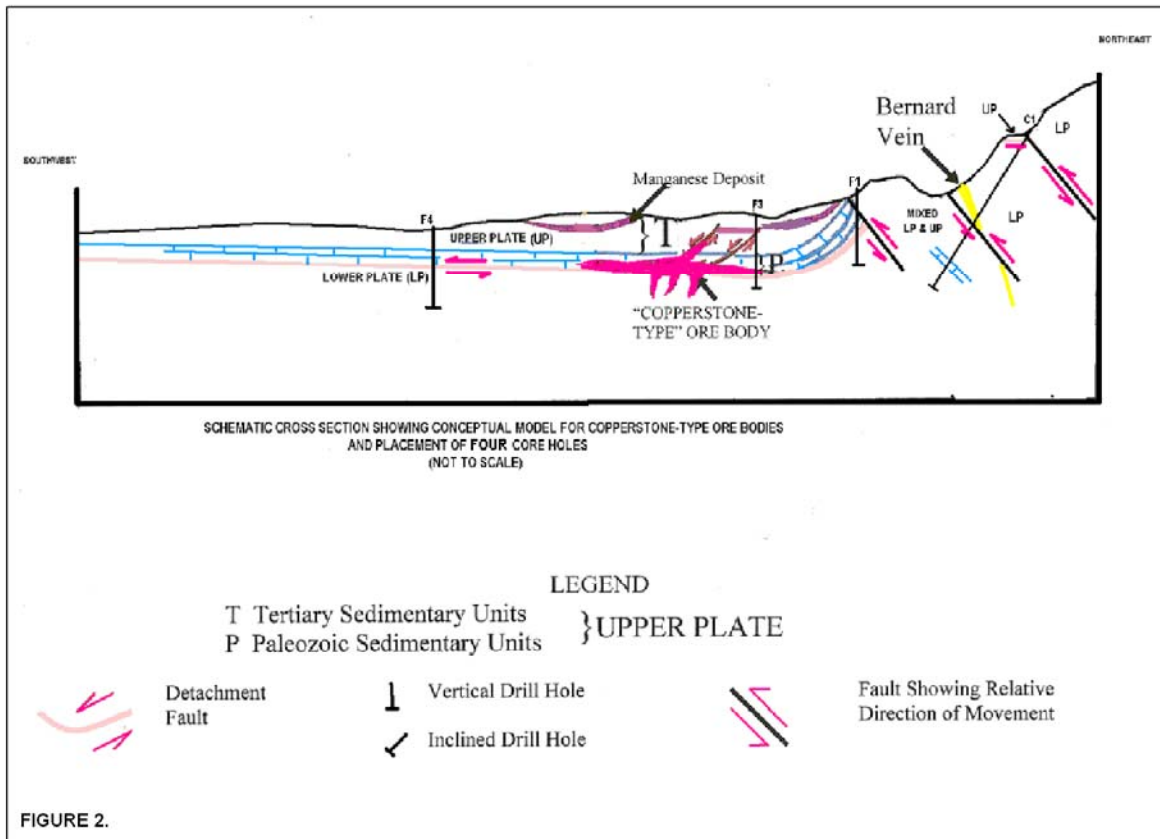 NORTHEAST
Bernard
Vein
UP
C1
LP
SOUTHWEST
Manganese Deposit
F1
F4
F3
UPPER PLATE (UP)
T
MIXED
LP & UP
LP
LOWER PLATE (LP)
P
"COPPERSTONE-
TYPE" ORE BODY
SCHEMATIC CROSS SECTION SHOWING CONCEPTUAL MODEL FOR COPPERSTONE-TYPE ORE BODIES
AND PLACEMENT OF FOUR CORE HOLES
(NOT TO SCALE)
LEGEND
T Tertiary Sedimentary Units
P Paleozoic Sedimentary Units
}UPPER PLATE
Detachment
Fault
Vertical Drill Hole
Inclined Drill Hole
Fault Showing Relative
Direction of Movement
FIGURE 2.